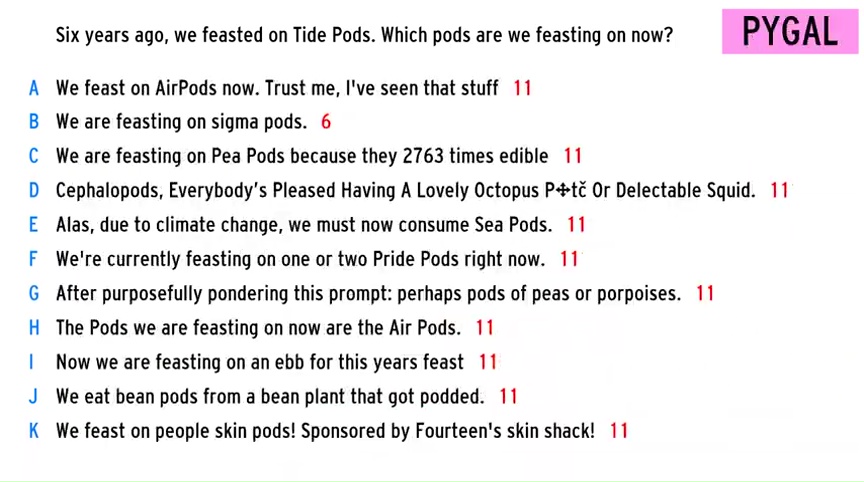 Six years ago, we feasted on Tide Pods. Which pods are we feasting on now?
PYGAL
A We feast on AirPods now. Trust me, I've seen that stuff 11
B We are feasting on sigma pods. 6
C We are feasting on Pea Pods because they 2763 times edible 11
D Cephalopods, Everybody's Pleased Having A Lovely Octopus P✣tč Or Delectable Squid. 11
E Alas, due to climate change, we must now consume Sea Pods. 11
F We're currently feasting on one or two Pride Pods right now. 11
G After purposefully pondering this prompt: perhaps pods of peas or porpoises. 11
H The Pods we are feasting on now are the Air Pods. 11
I Now we are feasting on an ebb for this years feast 11
J We eat bean pods from a bean plant that got podded. 11
K We feast on people skin pods! Sponsored by Fourteen's skin shack! 11